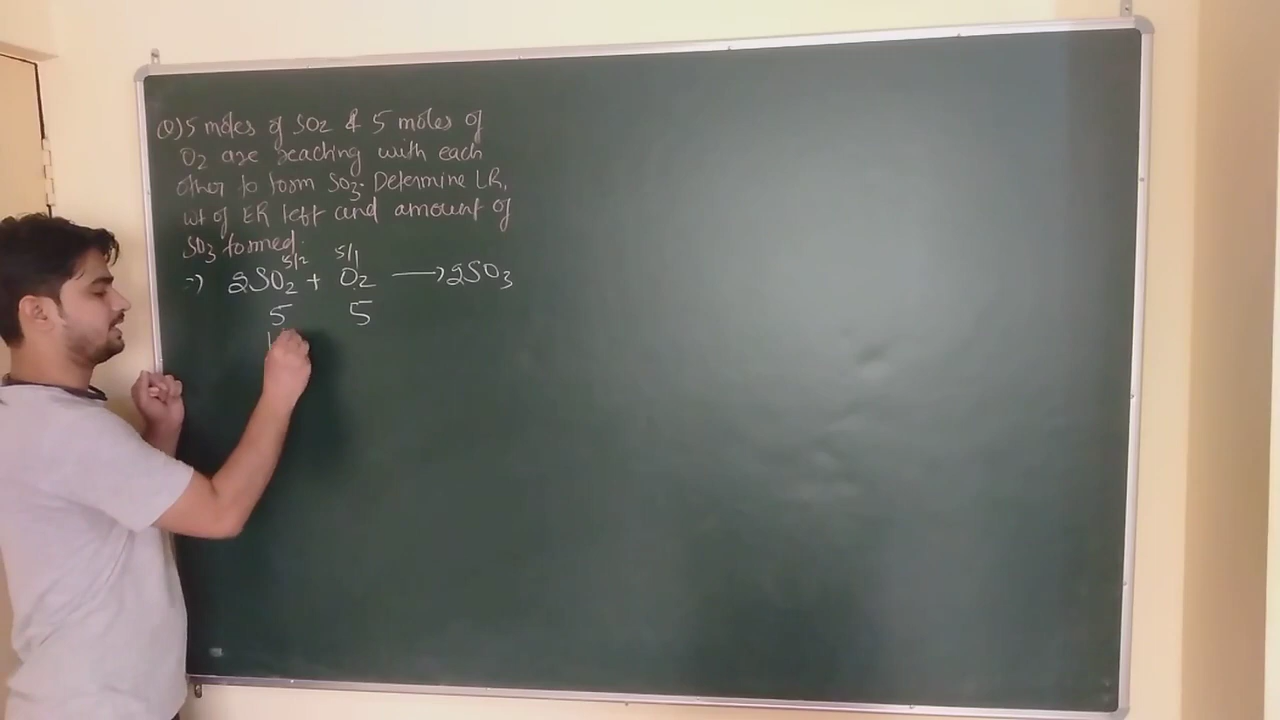 Q) 5 moles of SO2 & 5 moles of
O2 are reacting with each
other to form SO3. Determine LR,
wt of ER left and amount of
SO3 formed.
5/2 5/1
→ 2SO2 + O2 → 2SO3
5 5